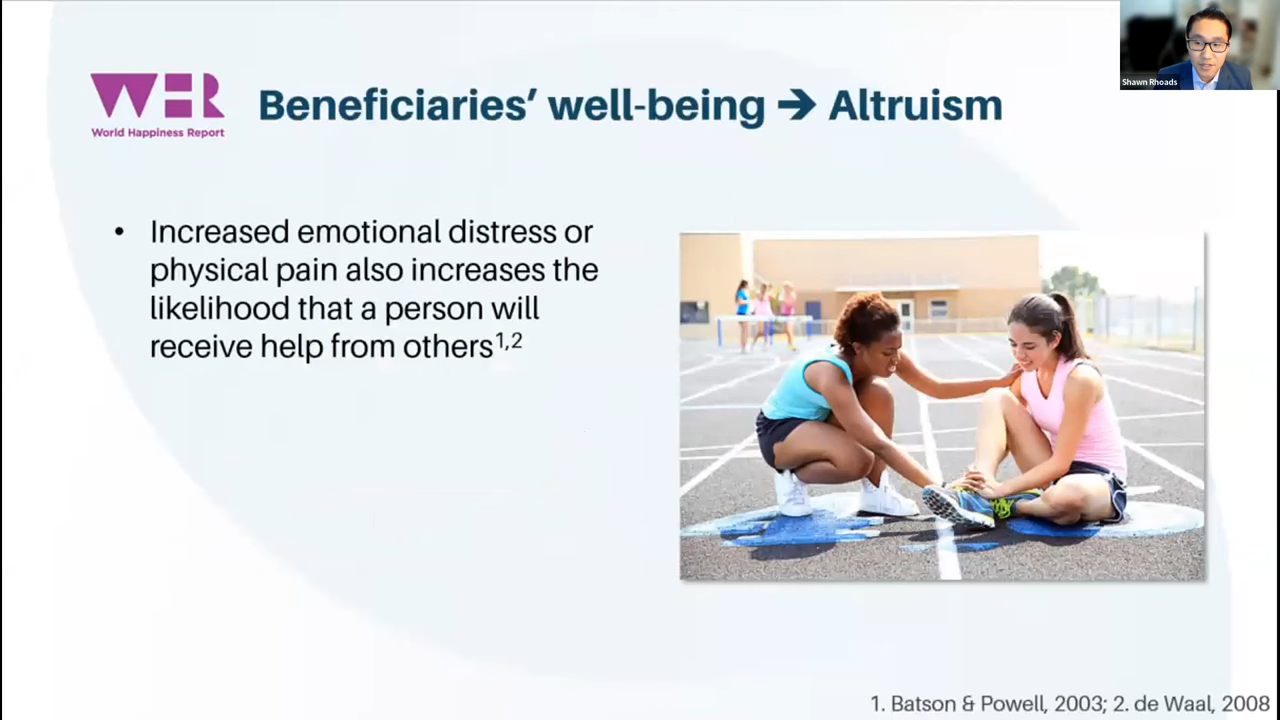 Shawn Rhoads
WHR
World Happiness Report
Beneficiaries’ well-being ➔ Altruism
• Increased emotional distress or
physical pain also increases the
likelihood that a person will
receive help from others1,2
1. Batson & Powell, 2003; 2. de Waal, 2008